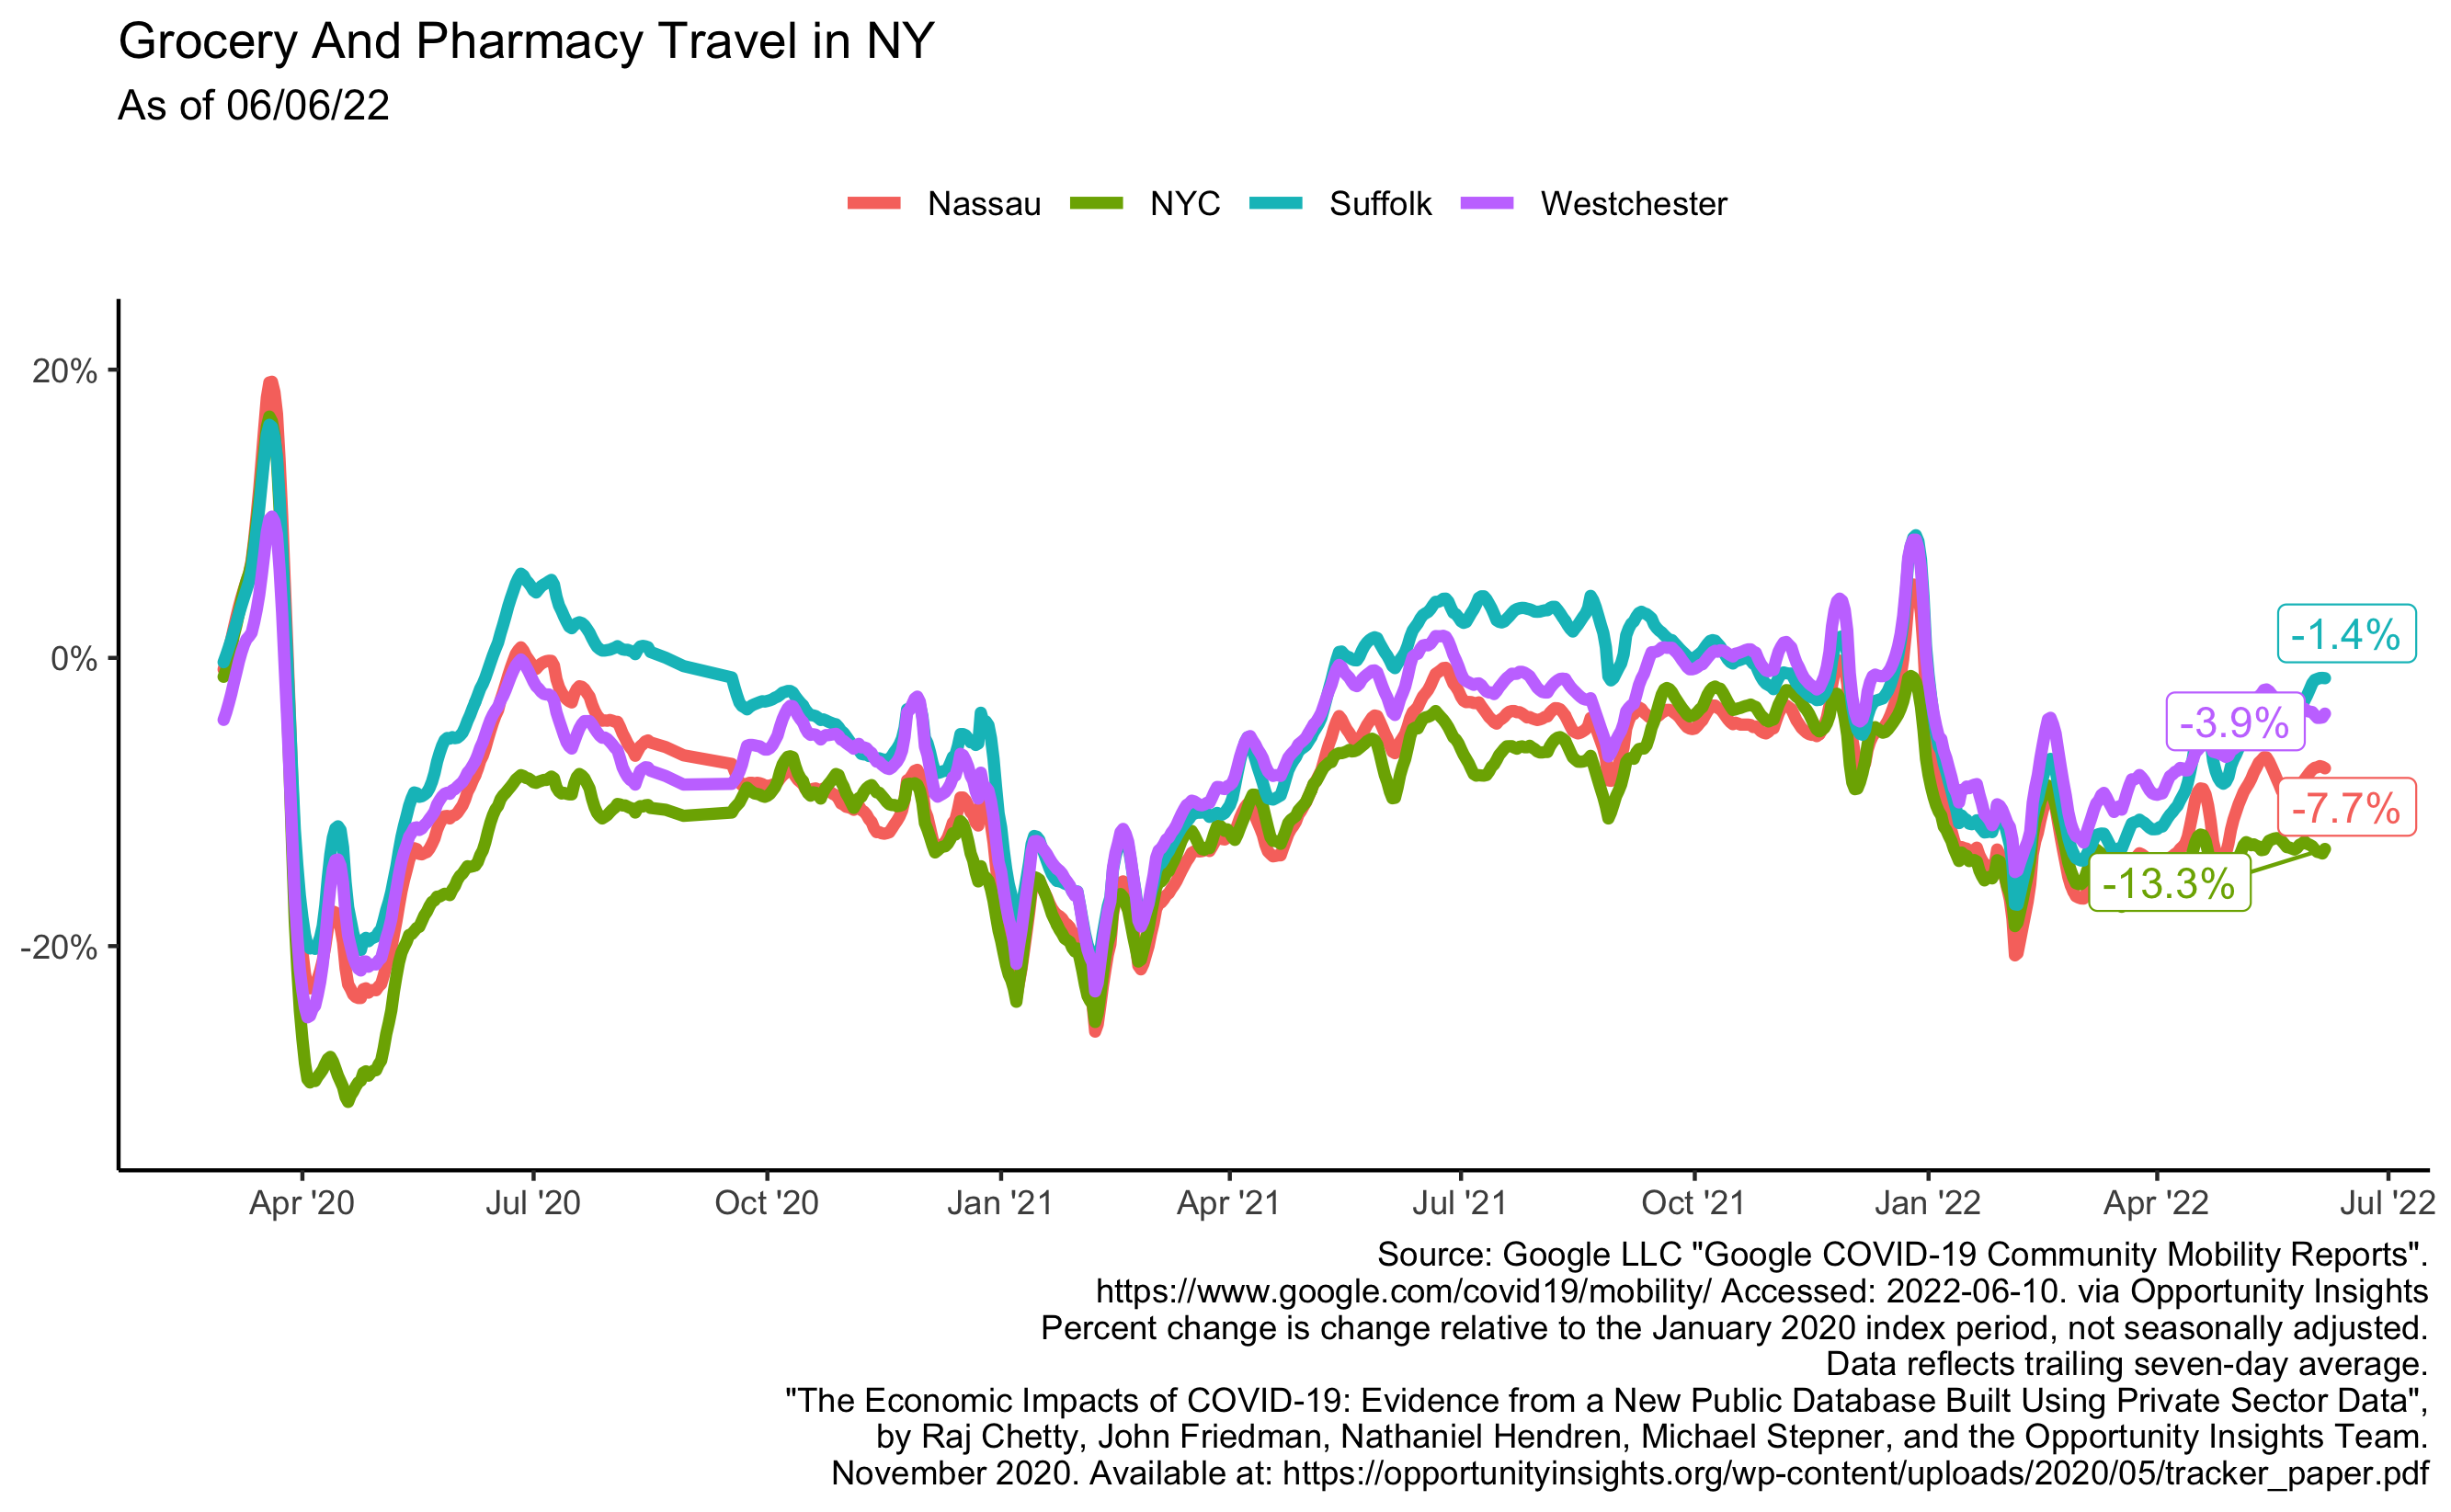 Grocery And Pharmacy Travel in NY
As of 06/06/22
Nassau NYC Suffolk Westchester
20%
0%
-20%
-1.4%
-3.9%
-7.7%
-13.3%
Apr '20 Jul '20 Oct '20 Jan '21 Apr '21 Jul '21 Oct '21 Jan '22 Apr '22 Jul '22
Source: Google LLC "Google COVID-19 Community Mobility Reports".
https://www.google.com/covid19/mobility/ Accessed: 2022-06-10. via Opportunity Insights
Percent change is change relative to the January 2020 index period, not seasonally adjusted.
Data reflects trailing seven-day average.
"The Economic Impacts of COVID-19: Evidence from a New Public Database Built Using Private Sector Data",
by Raj Chetty, John Friedman, Nathaniel Hendren, Michael Stepner, and the Opportunity Insights Team.
November 2020. Available at: https://opportunityinsights.org/wp-content/uploads/2020/05/tracker_paper.pdf